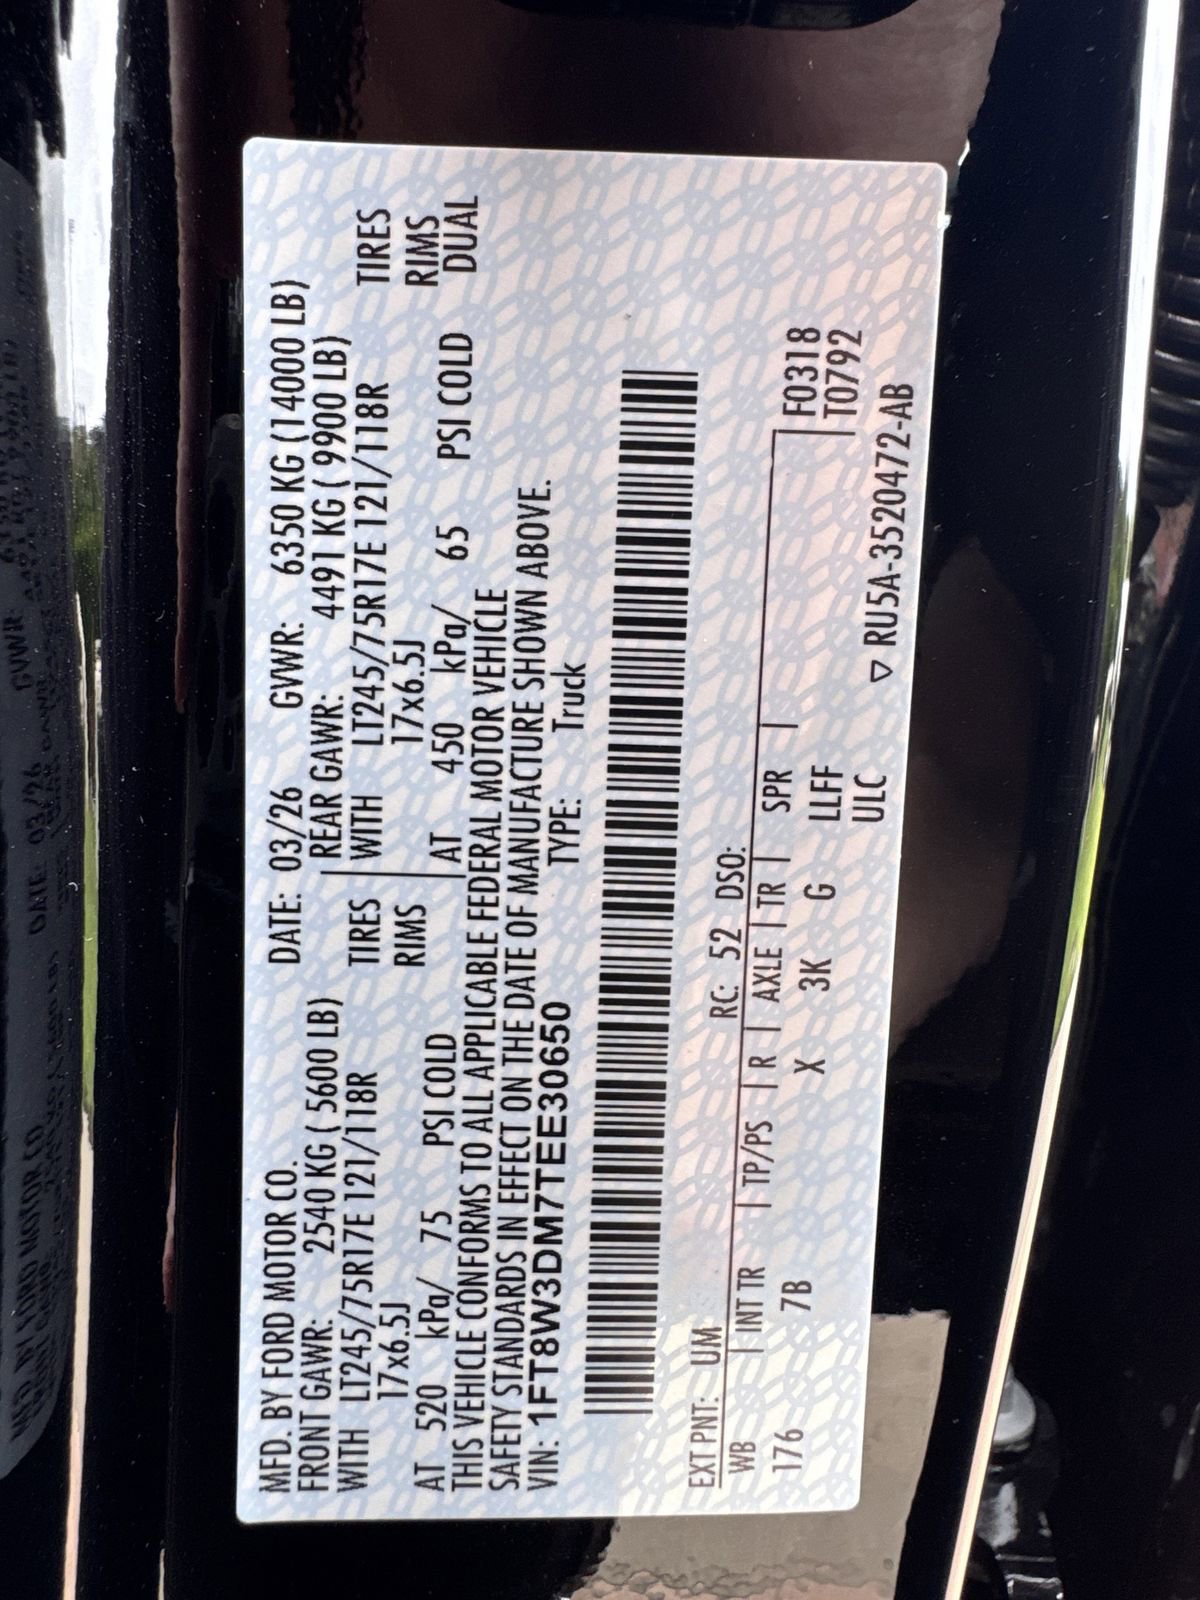 MFD. BY FORD MOTOR CO. DATE: 03/26 GVWR: 6350 KG (14000 LB)
FRONT GAWR: 2540 KG ( 5600 LB) REAR GAWR: 4491 KG ( 9900 LB)
WITH LT245/75R17E 121/118R TIRES WITH LT245/75R17E 121/118R TIRES
17x6.5J RIMS 17x6.5J RIMS
AT 520 kPa/ 75 PSI COLD AT 450 kPa/ 65 PSI COLD DUAL
THIS VEHICLE CONFORMS TO ALL APPLICABLE FEDERAL MOTOR VEHICLE
SAFETY STANDARDS IN EFFECT ON THE DATE OF MANUFACTURE SHOWN ABOVE.
VIN: 1FT8W3DM7TEE30650 TYPE: Truck
EXT PNT: UM RC: 52 DSO:
WB INT TR TP/PS R AXLE TR SPR F0318
176 7B X 3K G LLFF T0792
ULC
▽ RU5A-3520472-AB